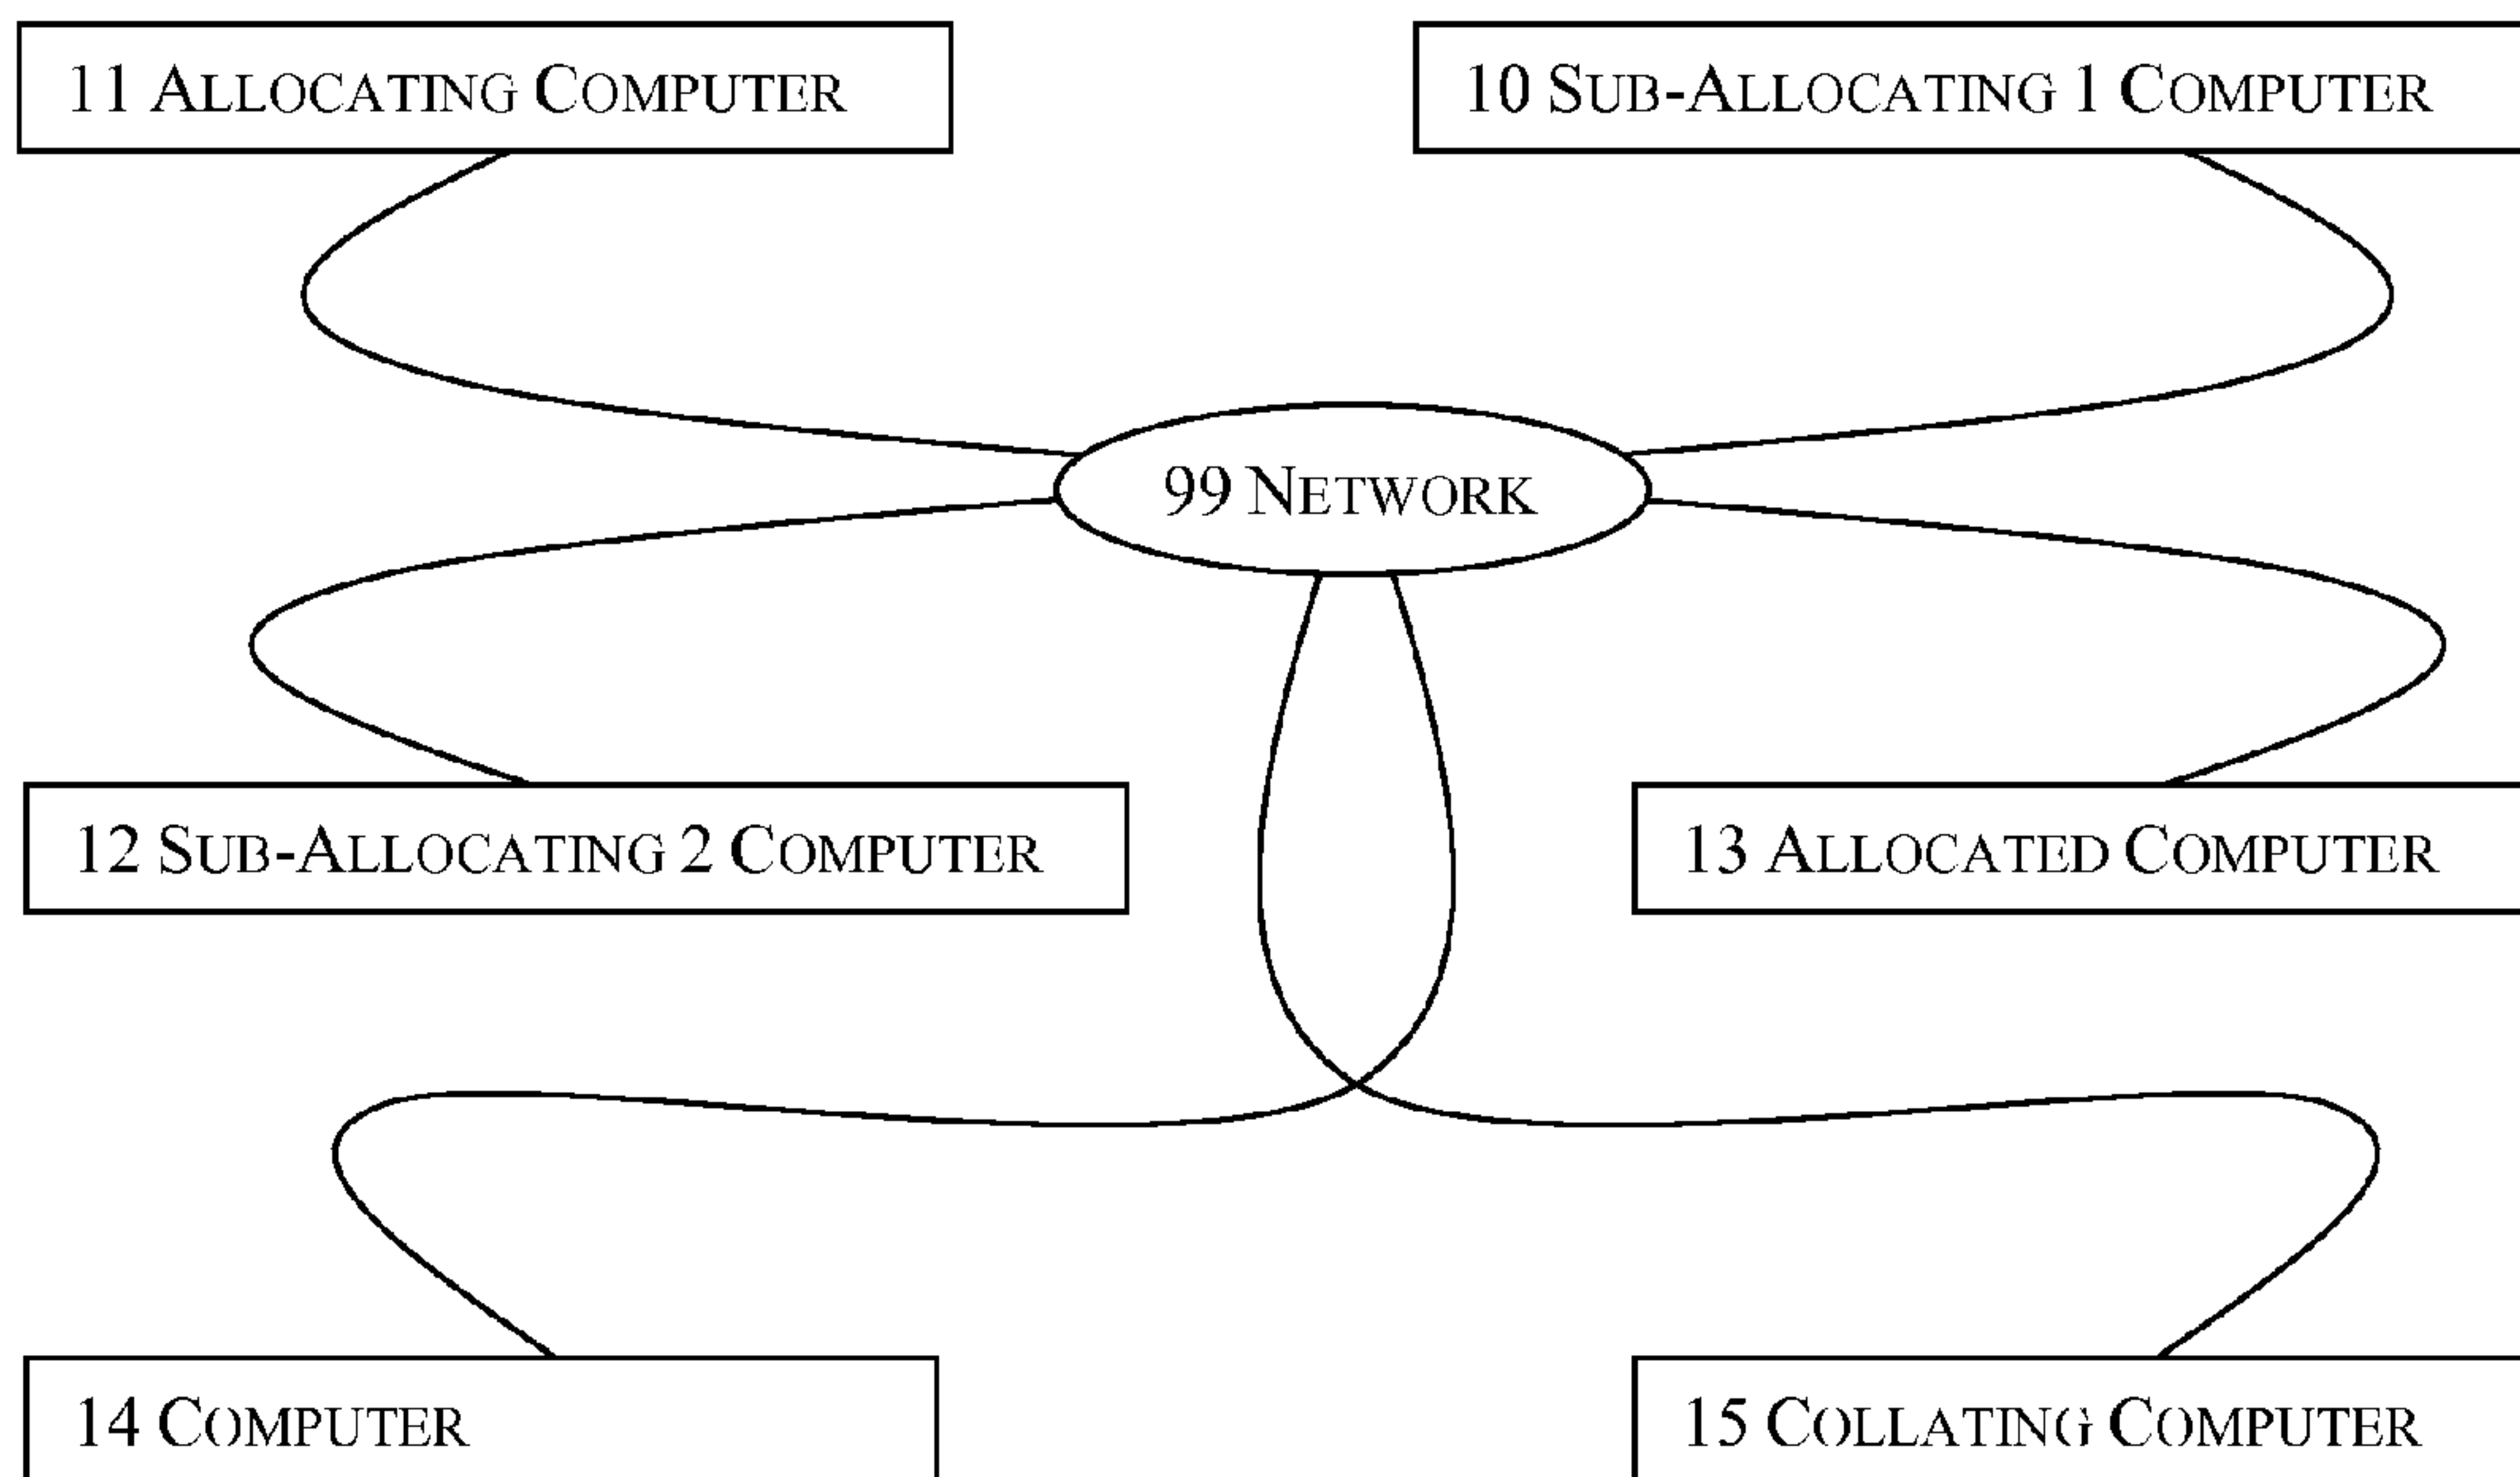 11 ALLOCATING COMPUTER
10 SUB-ALLOCATING 1 COMPUTER
99 NETWORK
12 SUB-ALLOCATING 2 COMPUTER
13 ALLOCATED COMPUTER
14 COMPUTER
15 COLLATING COMPUTER